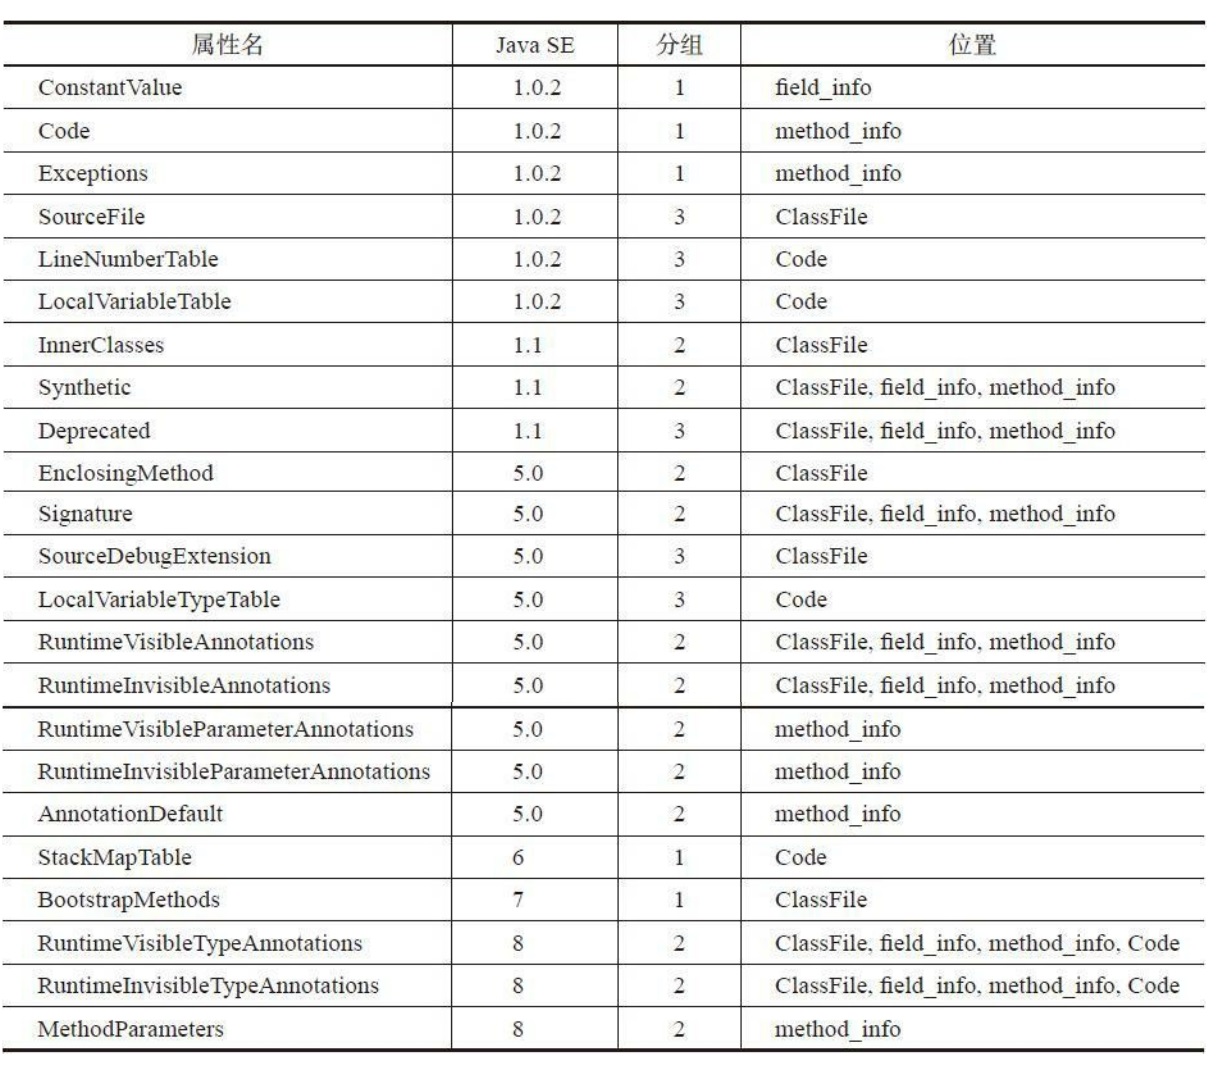 属性名 Java SE 分组 位置
ConstantValue 1.0.2 1 field_info
Code 1.0.2 1 method_info
Exceptions 1.0.2 1 method_info
SourceFile 1.0.2 3 ClassFile
LineNumberTable 1.0.2 3 Code
LocalVariableTable 1.0.2 3 Code
InnerClasses 1.1 2 ClassFile
Synthetic 1.1 2 ClassFile, field_info, method_info
Deprecated 1.1 3 ClassFile, field_info, method_info
EnclosingMethod 5.0 2 ClassFile
Signature 5.0 2 ClassFile, field_info, method_info
SourceDebugExtension 5.0 3 ClassFile
LocalVariableTypeTable 5.0 3 Code
RuntimeVisibleAnnotations 5.0 2 ClassFile, field_info, method_info
RuntimeInvisibleAnnotations 5.0 2 ClassFile, field_info, method_info
RuntimeVisibleParameterAnnotations 5.0 2 method_info
RuntimeInvisibleParameterAnnotations 5.0 2 method_info
AnnotationDefault 5.0 2 method_info
StackMapTable 6 1 Code
BootstrapMethods 7 1 ClassFile
RuntimeVisibleTypeAnnotations 8 2 ClassFile, field_info, method_info, Code
RuntimeInvisibleTypeAnnotations 8 2 ClassFile, field_info, method_info, Code
MethodParameters 8 2 method_info